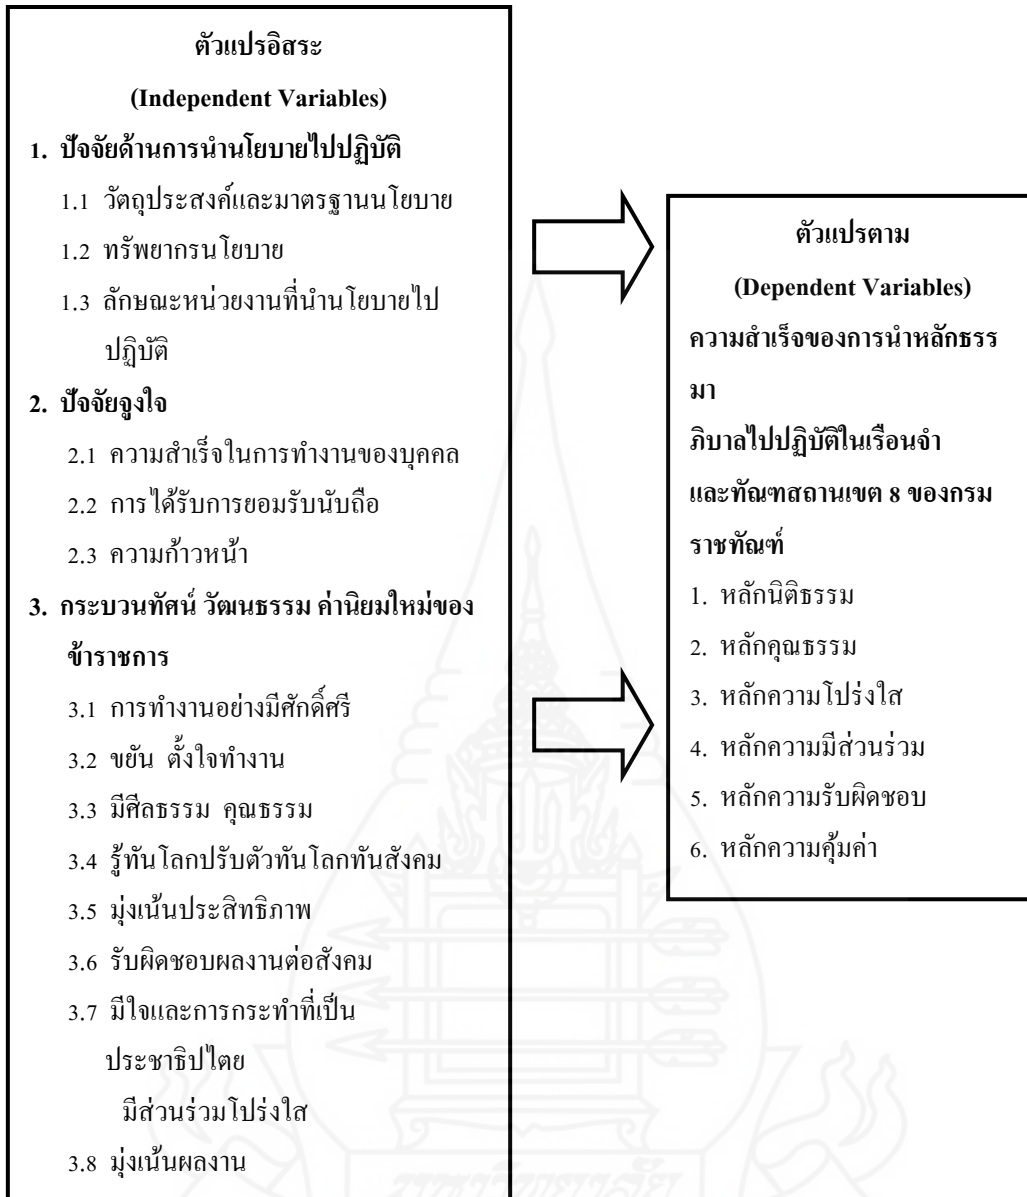 ตัวแปรอิสระ
(Independent Variables)
1. ปัจจัยด้านการนำนโยบายไปปฏิบัติ
1.1 วัตถุประสงค์และมาตรฐานนโยบาย
1.2 ทรัพยากรนโยบาย
1.3 ลักษณะหน่วยงานที่นำนโยบายไป
ปฏิบัติ
2. ปัจจัยจูงใจ
2.1 ความสำเร็จในการทำงานของบุคคล
2.2 การได้รับการยอมรับนับถือ
2.3 ความก้าวหน้า
3. กระบวนทัศน์ วัฒนธรรม ค่านิยมใหม่ของ
ข้าราชการ
3.1 การทำงานอย่างมีศักดิ์ศรี
3.2 ขยัน ตั้งใจทำงาน
3.3 มีศีลธรรม คุณธรรม
3.4 รู้ทันโลกปรับตัวทันโลกทันสังคม
3.5 มุ่งเน้นประสิทธิภาพ
3.6 รับผิดชอบผลงานต่อสังคม
3.7 มีใจและการกระทำที่เป็น
ประชาธิปไตย
มีส่วนร่วมโปร่งใส
3.8 มุ่งเน้นผลงาน
ตัวแปรตาม
(Dependent Variables)
ความสำเร็จของการนำหลักธรร
มา
ภิบาลไปปฏิบัติในเรือนจำ
และทัณฑสถานเขต 8 ของกรม
ราชทัณฑ์
1. หลักนิติธรรม
2. หลักคุณธรรม
3. หลักความโปร่งใส
4. หลักความมีส่วนร่วม
5. หลักความรับผิดชอบ
6. หลักความคุ้มค่า